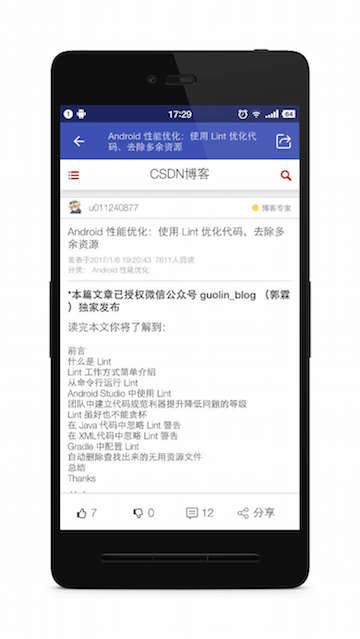 17:29
64
Android 性能优化:使用 Lint 优化代
码、去除多余资源
CSDN博客
u011240877
博客专家
Android 性能优化:使用 Lint 优化代码、去除多
余资源
发表于2017/1/6 19:20:43 7811人阅读
分类: Android 性能优化
*本篇文章已授权微信公众号 guolin_blog (郭霖
)独家发布
读完本文你将了解到:
前言
什么是 Lint
Lint 工作方式简单介绍
从命令行运行 Lint
Android Studio 中使用 Lint
团队中建立代码规范利器提升降低问题的等级
Lint 虽好也不能贪杯
在 Java 代码中忽略 Lint 警告
在 XML代码中忽略 Lint 警告
Gradle 中配置 Lint
自动删除查找出来的无用资源文件
总结
Thanks
7
0
12
分享